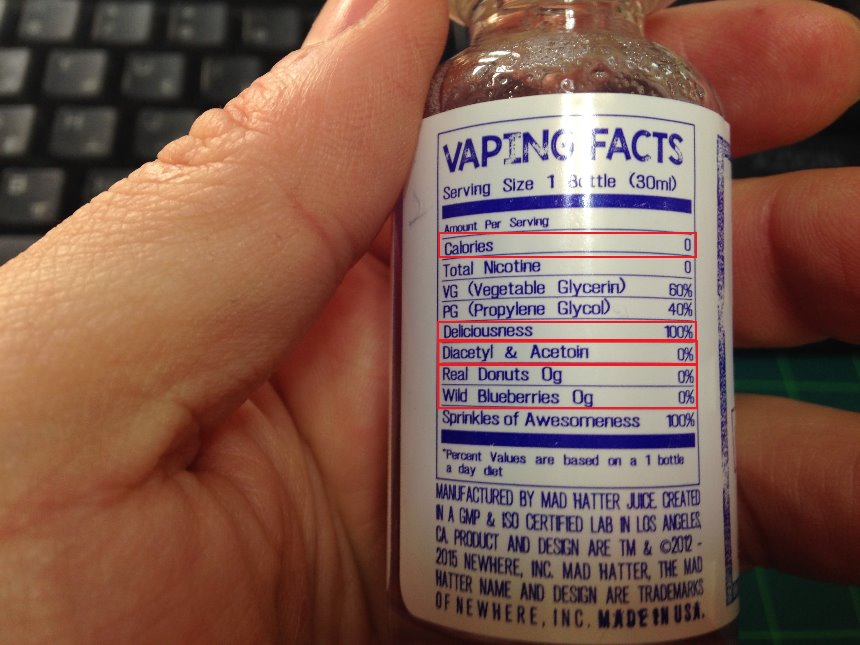 VAPING FACTS
Serving Size 1 Bottle (30ml)
Amount Per Serving
Calories 0
Total Nicotine 0
VG (Vegetable Glycerin) 60%
PG (Propylene Glycol) 40%
Deliciousness 100%
Diacetyl & Acetoin 0%
Real Donuts 0g 0%
Wild Blueberries 0g 0%
Sprinkles of Awesomeness 100%
*Percent Values are based on a 1 bottle
a day diet
MANUFACTURED BY MAD HATTER JUICE. CREATED
IN A GMP & ISO CERTIFIED LAB IN LOS ANGELES,
CA. PRODUCT AND DESIGN ARE TM & ©2012 -
2015 NEWHERE, INC. MAD HATTER, THE MAD
HATTER NAME AND DESIGN ARE TRADEMARKS
OF NEWHERE, INC. MADE IN USA.